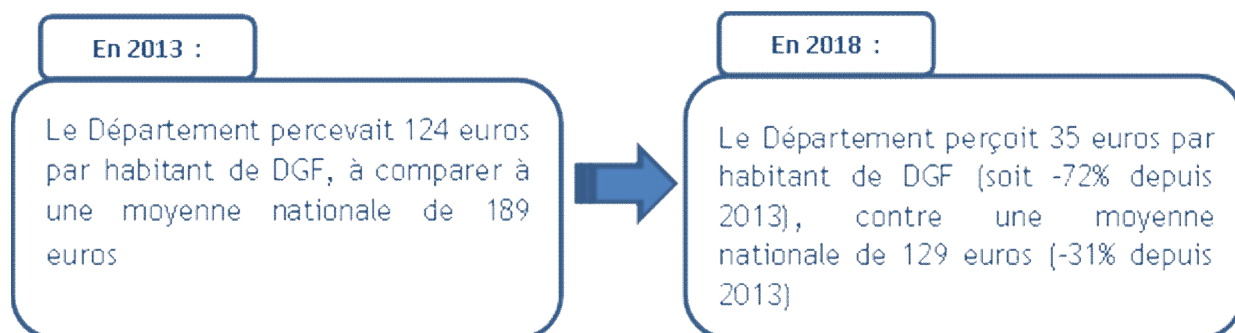 En 2013 :
Le Département percevait 124 euros
par habitant de DGF, à comparer à
une moyenne nationale de 189
euros
En 2018 :
Le Département perçoit 35 euros par
habitant de DGF (soit -72% depuis
2013), contre une moyenne
nationale de 129 euros (-31% depuis
2013)